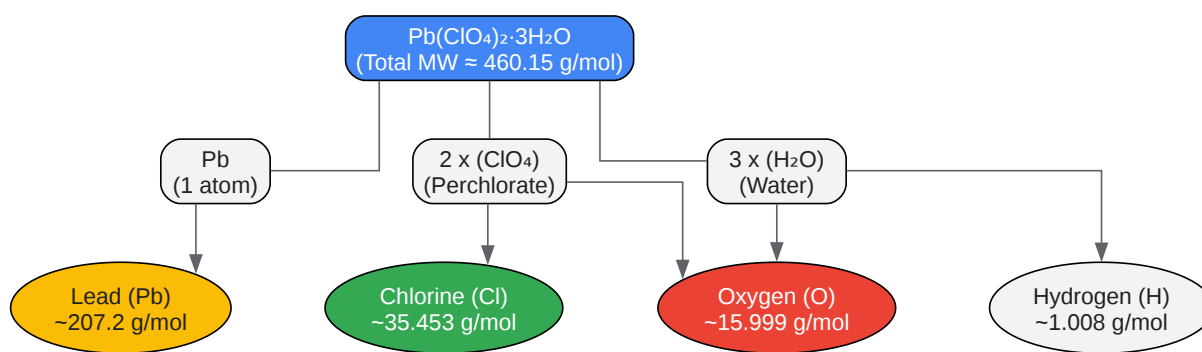 Pb(ClO₄)₂·3H₂O
(Total MW ≈ 460.15 g/mol)
Pb
(1 atom)
2 x (ClO₄)
(Perchlorate)
3 x (H₂O)
(Water)
Lead (Pb)
~207.2 g/mol
Chlorine (Cl)
~35.453 g/mol
Oxygen (O)
~15.999 g/mol
Hydrogen (H)
~1.008 g/mol